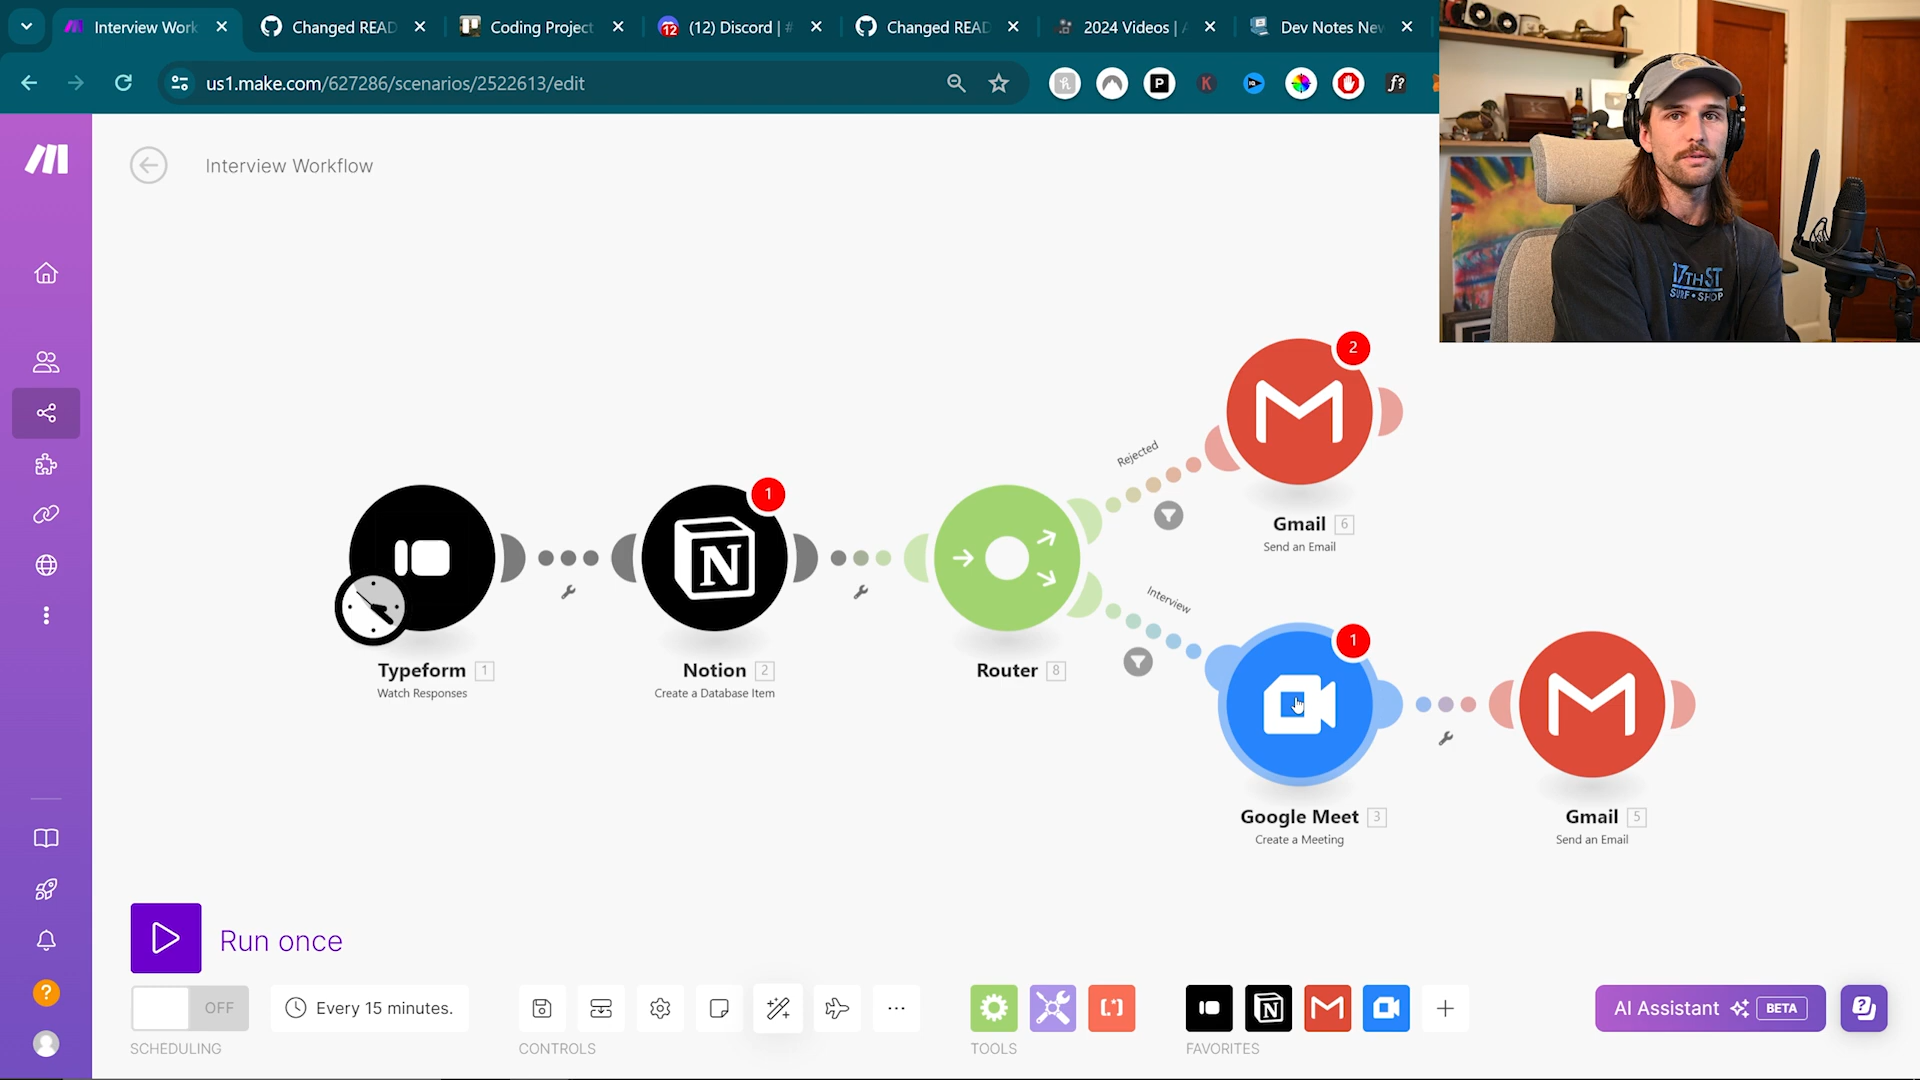 Interview Work
Changed READ
Coding Project
12
(12) Discord | #
Changed READ
2024 Videos | A
Dev Notes New
us1.make.com/627286/scenarios/2522613/edit
P
K
f?
Interview Workflow
17TH ST
SURF • SHOP
2
Rejected
Gmail 6
Send an Email
1
N
Typeform 1
Watch Responses
Notion 2
Create a Database Item
Router 8
Interview
1
Google Meet 3
Create a Meeting
Gmail 5
Send an Email
Run once
OFF
Every 15 minutes.
[.*]
AI Assistant BETA
SCHEDULING
CONTROLS
TOOLS
FAVORITES